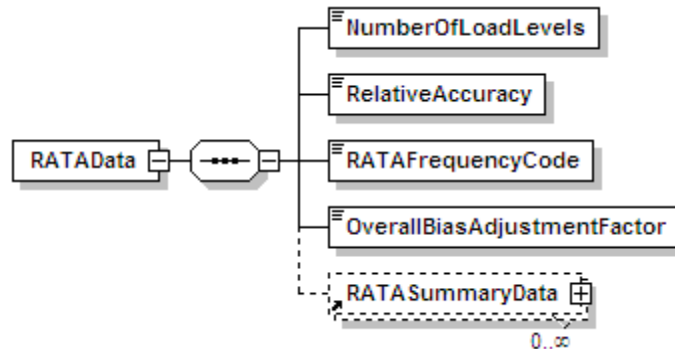 NumberOfLoadLevels
RelativeAccuracy
RATAData
RATAFrequencyCode
OverallBiasAdjustmentFactor
RATASummaryData
0..∞